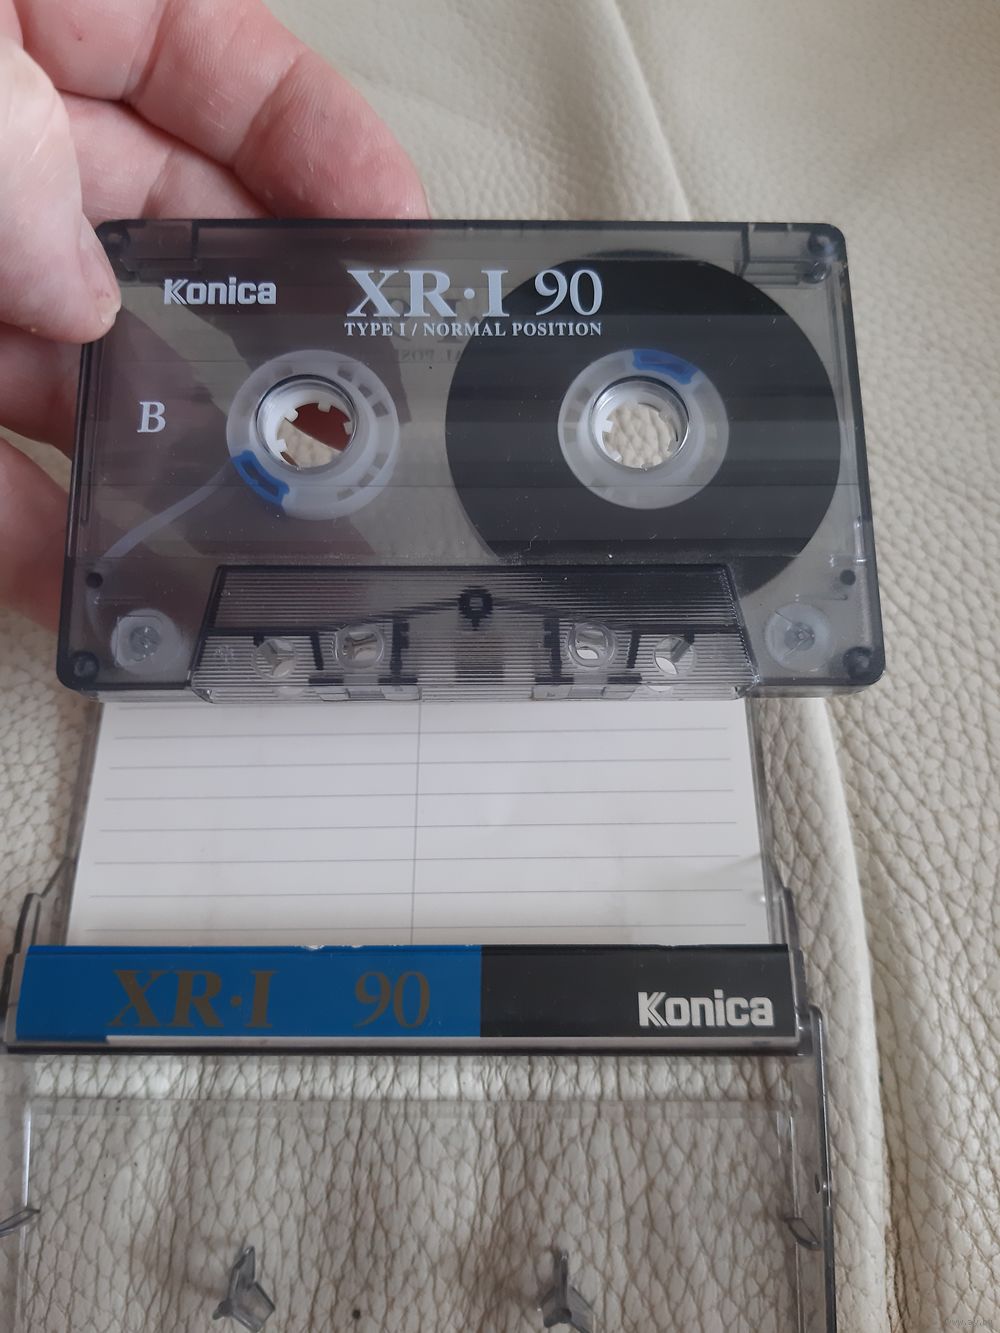 Konica
XR·I 90
TYPE I / NORMAL POSITION
B
XR·I 90
Konica